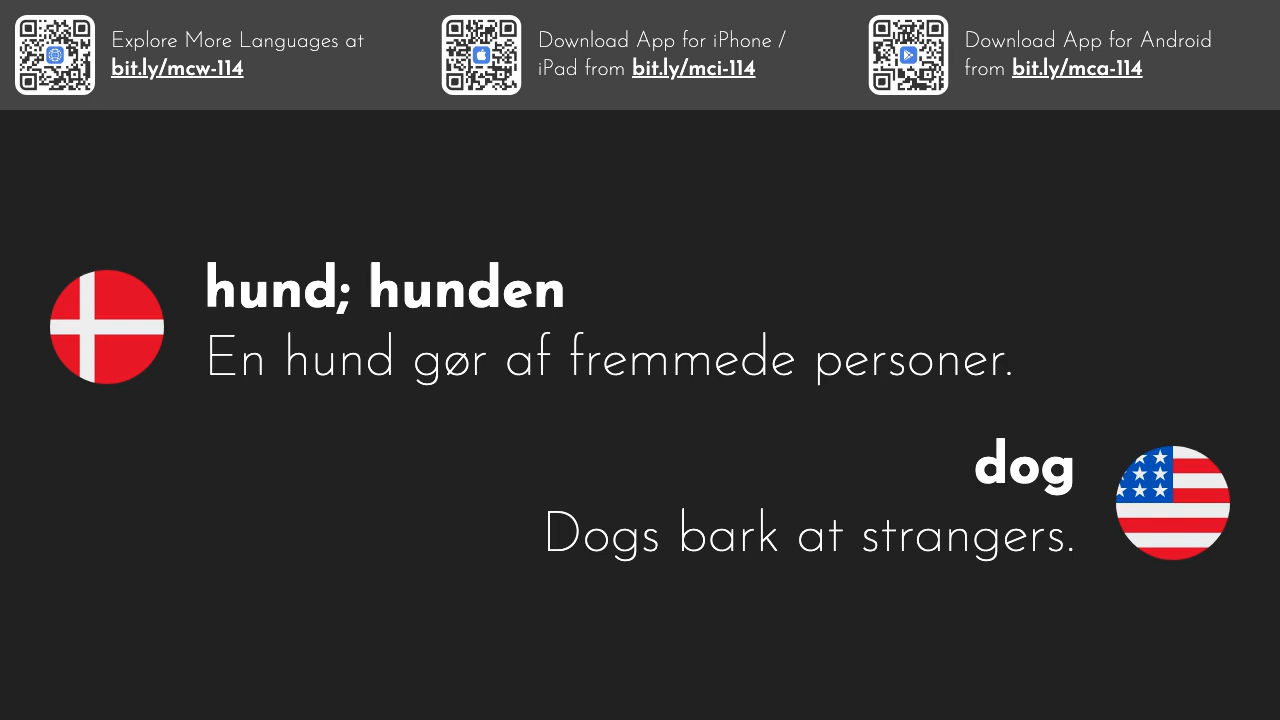 Explore More Languages at
bit.ly/mcw-114
Download App for iPhone /
iPad from bit.ly/mci-114
Download App for Android
from bit.ly/mca-114
hund; hunden
En hund gør af fremmede personer.
dog
Dogs bark at strangers.